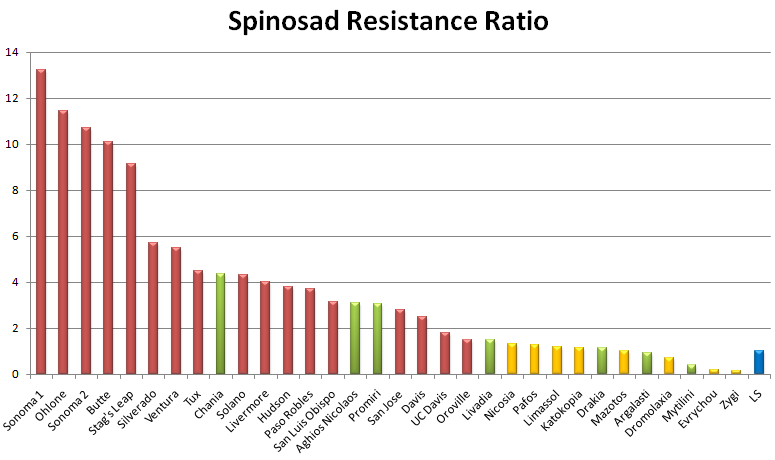 Spinosad Resistance Ratio
14
12
10
8
6
4
2
0
Sonoma 1
Ohlone
Sonoma 2
Butte
Stag's Leap
Silverado
Ventura
Tux
Chania
Solano
Livermore
Hudson
Paso Robles
San Luis Obispo
Aghios Nicolaos
Promiri
San Jose
Davis
UC Davis
Oroville
Livadia
Nicosia
Pafos
Limassol
Katokopia
Drakia
Mazotos
Argalasti
Dromolaxia
Mytilini
Evrychou
Zygi
LS